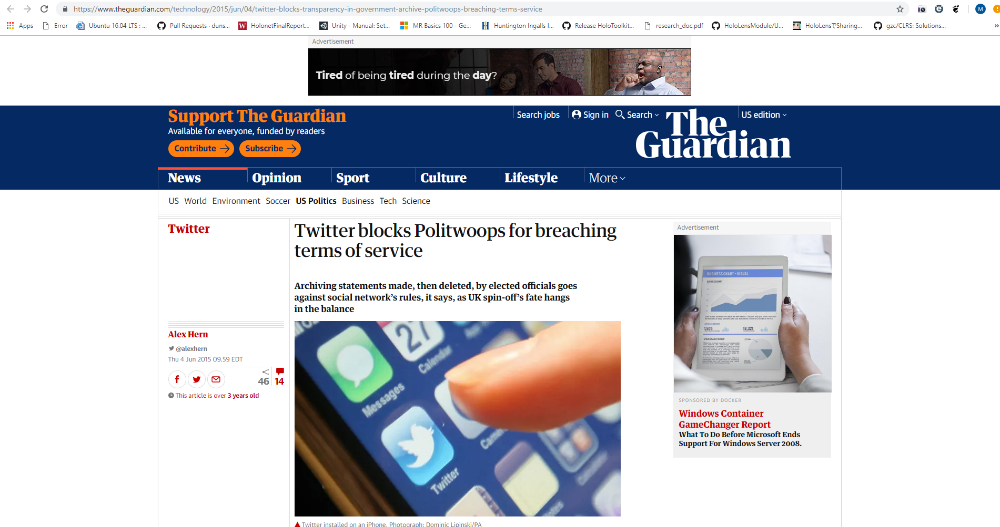 https://www.theguardian.com/technology/2015/jun/04/twitter-blocks-transparency-in-government-archive-politwoops-breaching-terms-service
M
Apps Error Ubuntu 16.04 LTS : ... Pull Requests · duns... HolonetFinalReport... Unity - Manual: Set... MR Basics 100 - Ge... Huntington Ingalls I... Release HoloToolkit... research_doc.pdf HoloLensModule/U... HoloLensでSharing... gzc/CLRS: Solutions... »
Advertisement
Tired of being tired during the day?
Support The Guardian
Available for everyone, funded by readers
Contribute
Subscribe
Search jobs
Sign in
Search
US edition
The
Guardian
News Opinion Sport Culture Lifestyle More
US World Environment Soccer US Politics Business Tech Science
Twitter
Twitter blocks Politwoops for breaching
terms of service
Archiving statements made, then deleted, by elected officials goes
against social network's rules, it says, as UK spin-off's fate hangs
in the balance
Alex Hern
@alexhern
Thu 4 Jun 2015 09.59 EDT
46 14
This article is over 3 years old
27
Calendar
Messages
Twitter
Twitter installed on an iPhone. Photograph: Dominic Lipinski/PA
Advertisement
BUSINESS CHART – VISUAL
BUSINESS CHART
1,505 18,321
SPONSORED BY DOCKER
Windows Container
GameChanger Report
What To Do Before Microsoft Ends
Support For Windows Server 2008.